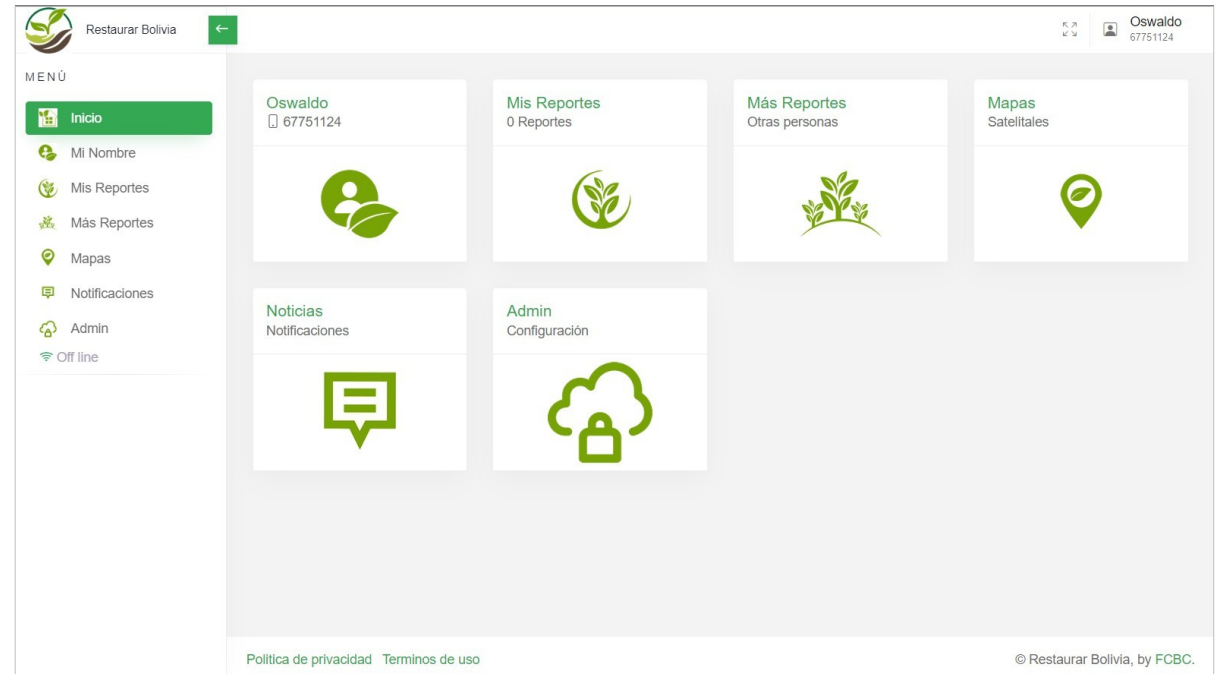 Restaurar Bolivia
Oswaldo
67751124
MENÚ
Inicio
Mi Nombre
Mis Reportes
Más Reportes
Mapas
Notificaciones
Admin
Off line
Oswaldo
67751124
Mis Reportes
0 Reportes
Más Reportes
Otras personas
Mapas
Satelitales
Noticias
Notificaciones
Admin
Configuración
Politica de privacidad Terminos de uso
© Restaurar Bolivia, by FCBC.